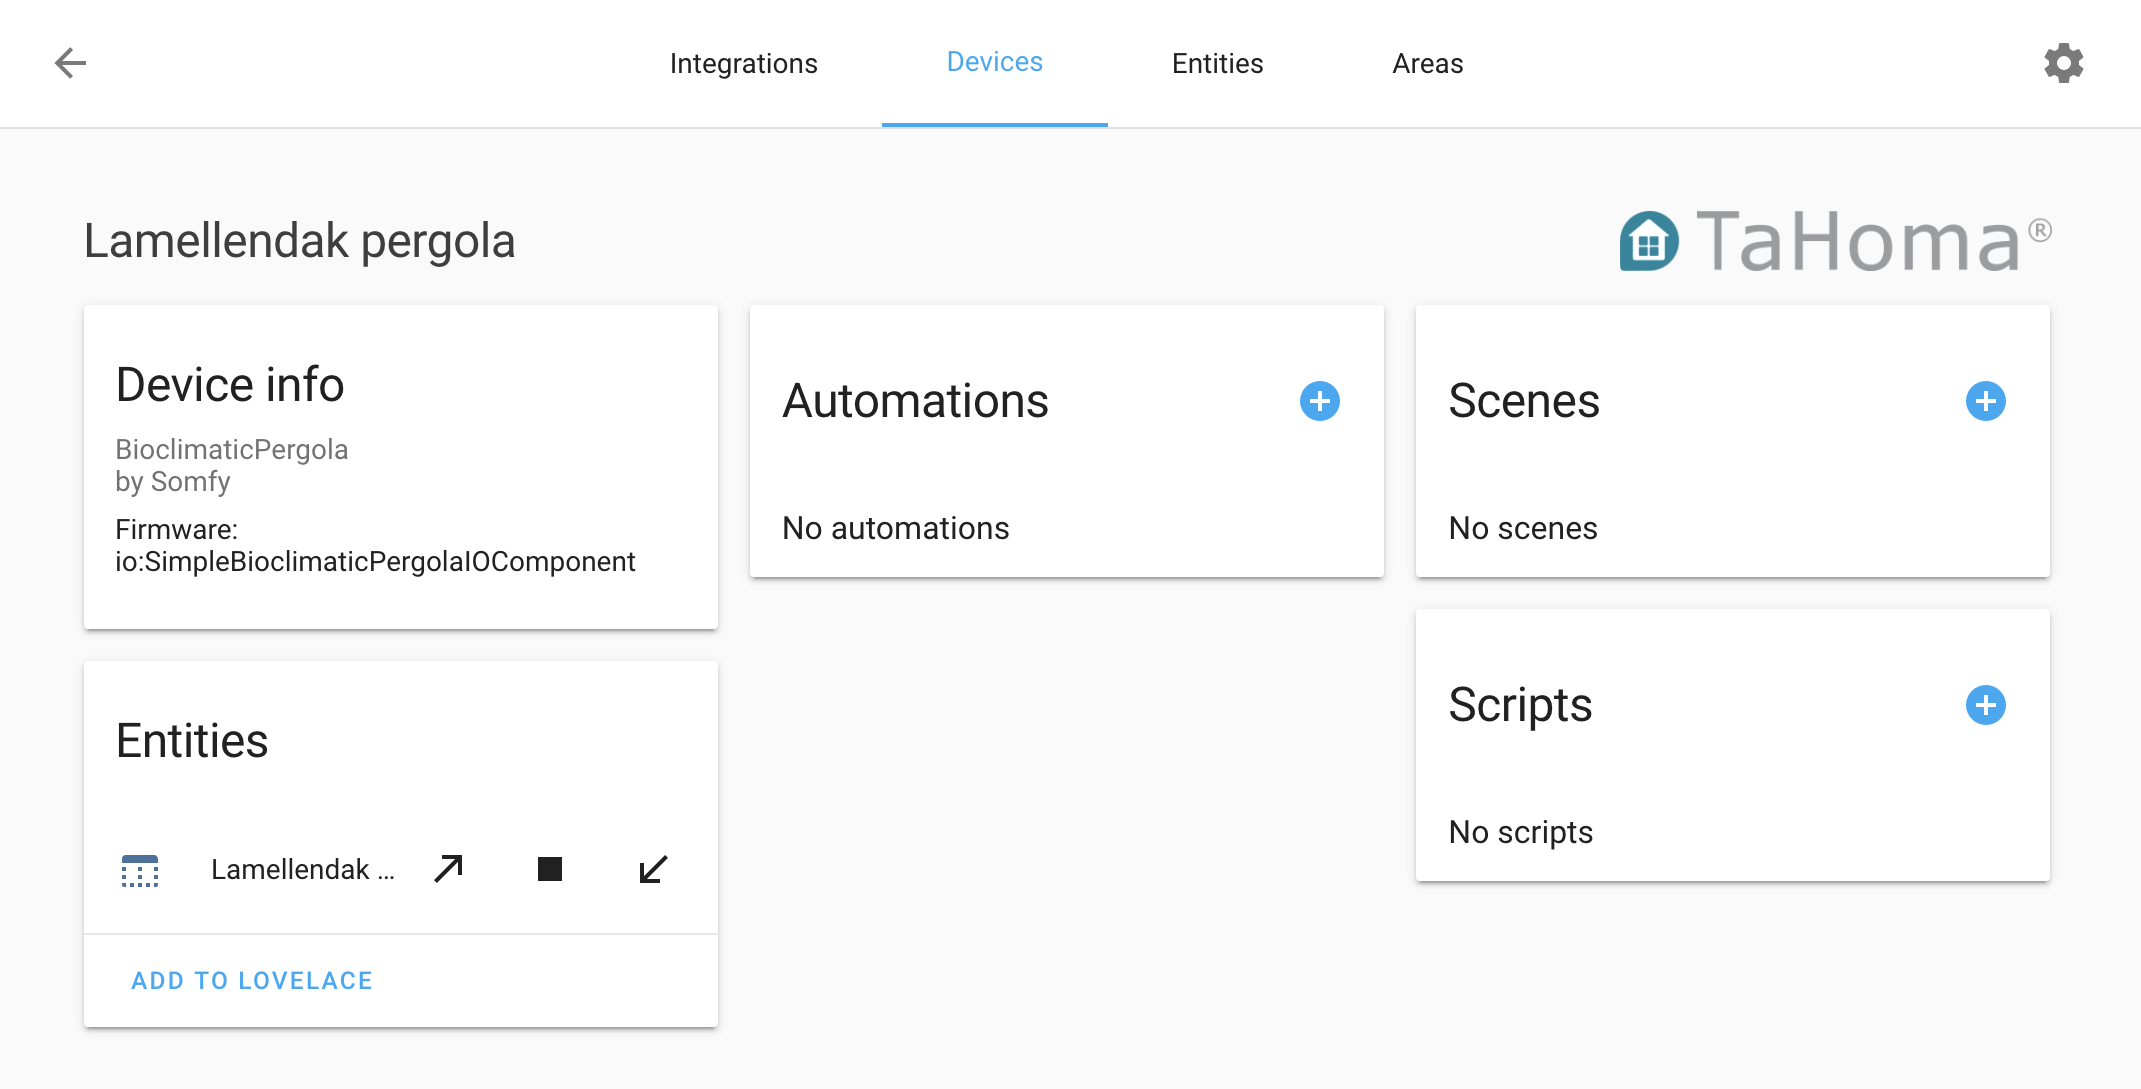 Integrations
Devices
Entities
Areas
Lamellendak pergola
TaHoma®
Device info
BioclimaticPergola
by Somfy
Firmware:
io:SimpleBioclimaticPergolaIOComponent
Automations
No automations
Scenes
No scenes
Entities
Lamellendak ...
ADD TO LOVELACE
Scripts
No scripts